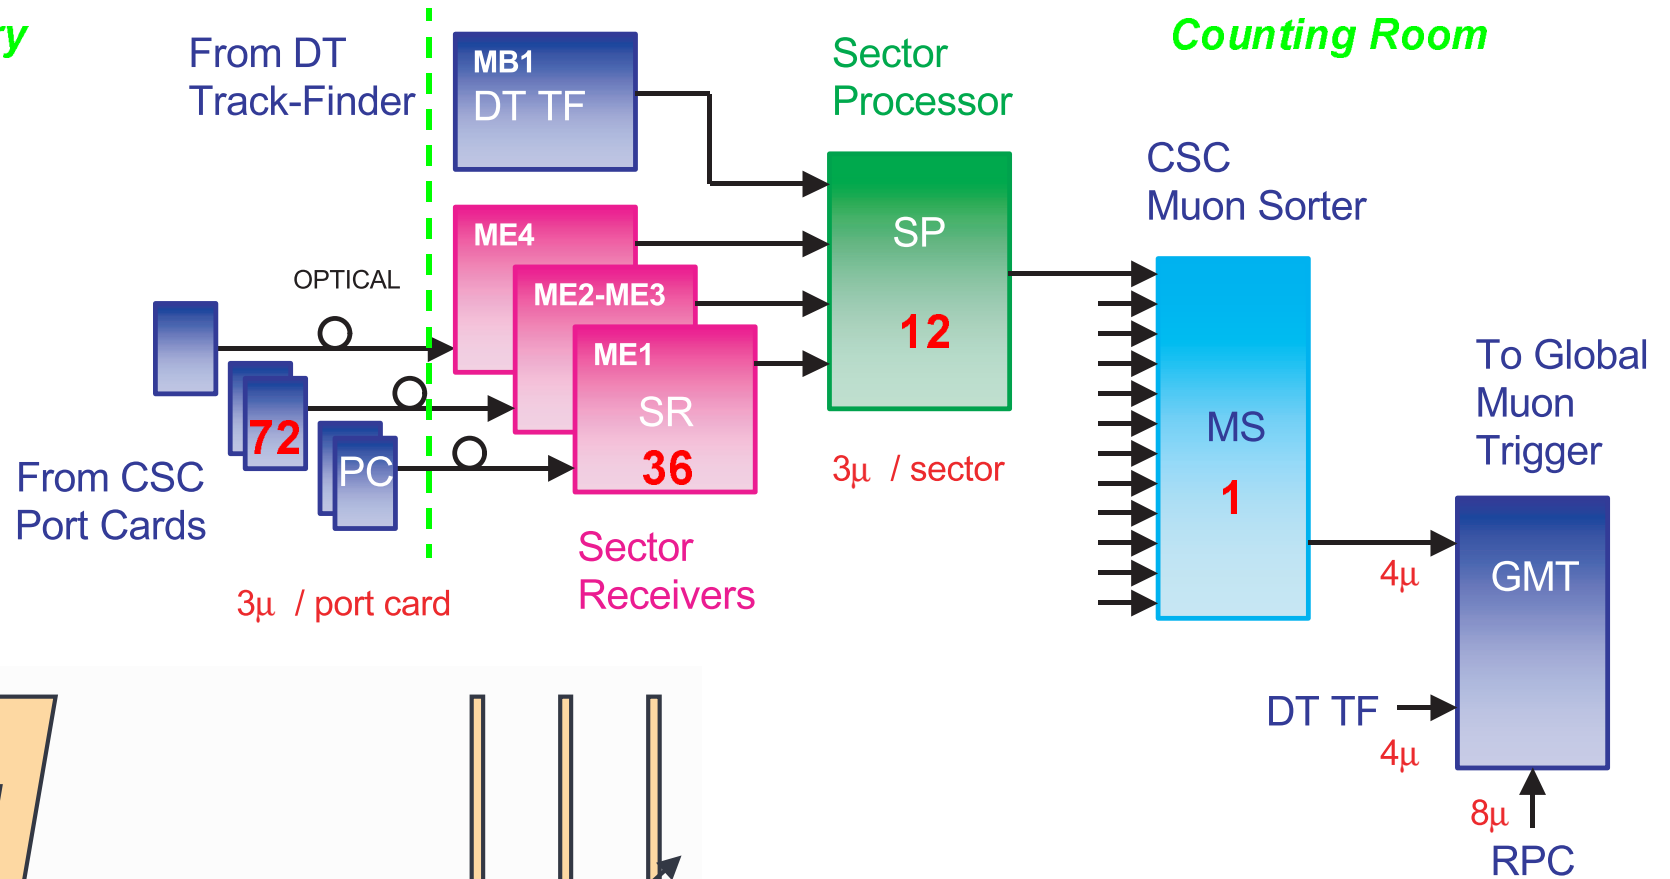 ry
From DT
Track-Finder
MB1
DT TF
Sector
Processor
Counting Room
CSC
Muon Sorter
ME4
SP
12
OPTICAL
ME2-ME3
ME1
SR
36
72
PC
From CSC
Port Cards
3μ / port card
Sector
Receivers
3μ / sector
MS
1
To Global
Muon
Trigger
4μ
GMT
DT TF
4μ
8μ
RPC